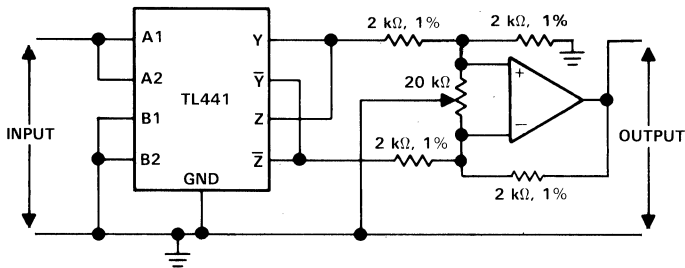 2 kΩ, 1%
2 kΩ, 1%
A1
Y
A2
Y̅
20 kΩ
+
TL441
B1
Z
−
INPUT
OUTPUT
2 kΩ, 1%
B2
Z̅
GND
2 kΩ, 1%